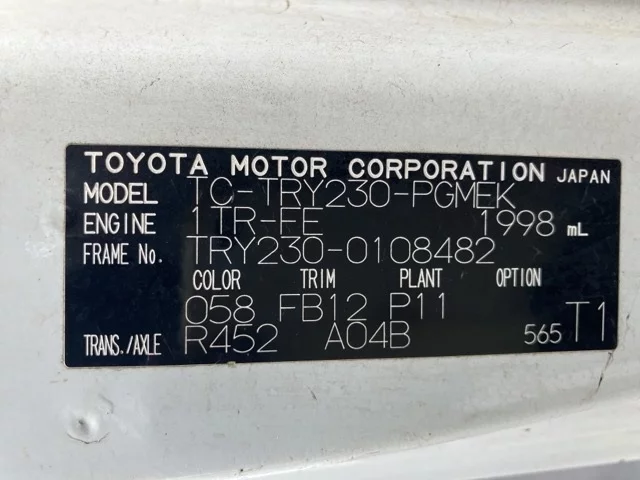 TOYOTA MOTOR CORPORATION JAPAN
MODEL TC-TRY230-PGMEK
ENGINE 1TR-FE 1998 mL
FRAME No. TRY230-0108482
COLOR TRIM PLANT OPTION
058 FB12 P11
TRANS./AXLE R452 A04B 565 T1